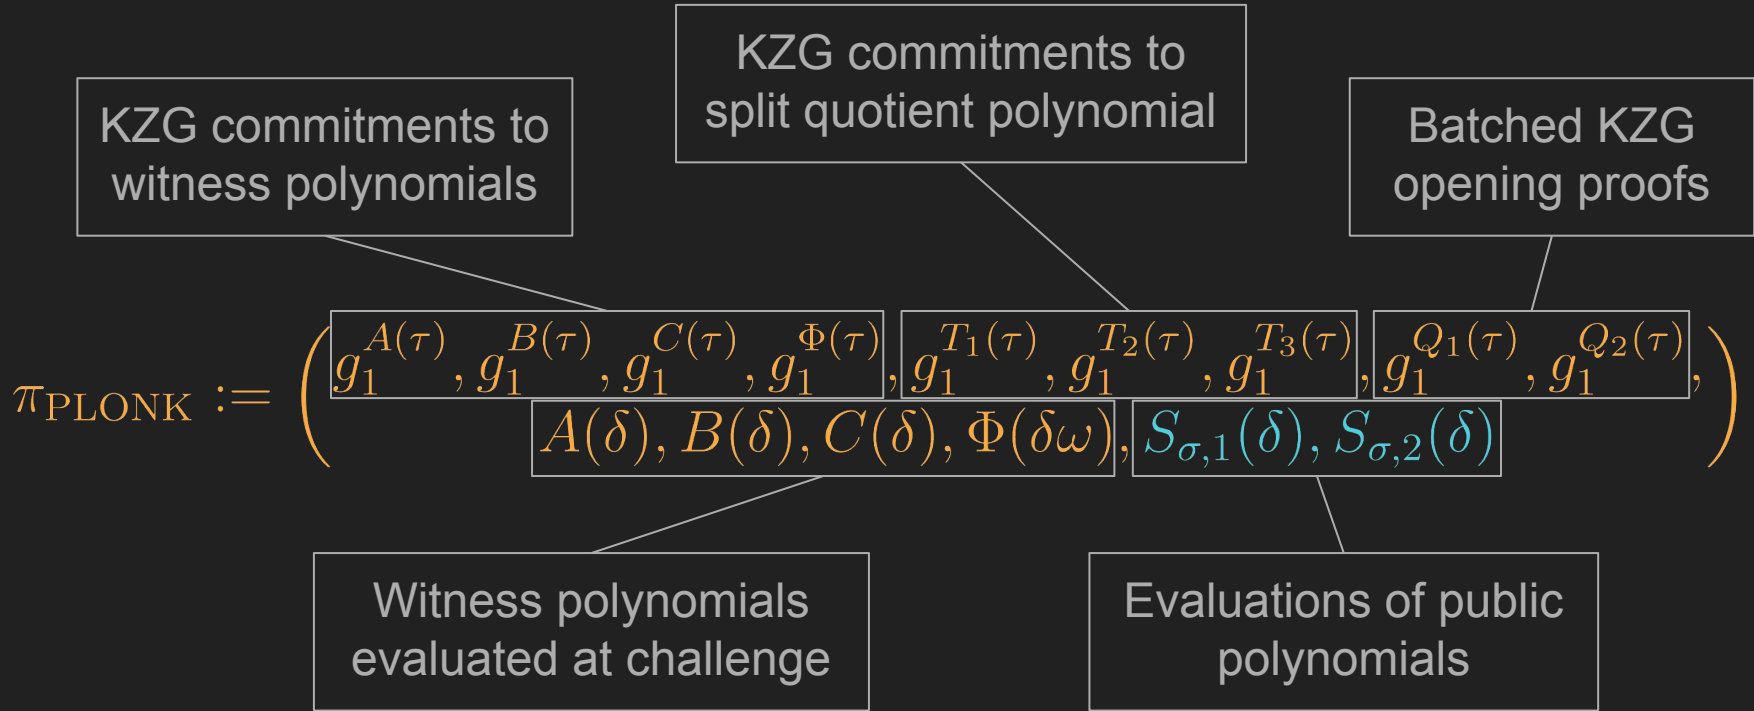 KZG commitments to
split quotient polynomial
KZG commitments to
witness polynomials
Batched KZG
opening proofs
π_PLONK := ( g_1^{A(τ)}, g_1^{B(τ)}, g_1^{C(τ)}, g_1^{Φ(τ)}, g_1^{T_1(τ)}, g_1^{T_2(τ)}, g_1^{T_3(τ)}, g_1^{Q_1(τ)}, g_1^{Q_2(τ)},
A(δ), B(δ), C(δ), Φ(δω), S_{σ,1}(δ), S_{σ,2}(δ) )
Witness polynomials
evaluated at challenge
Evaluations of public
polynomials